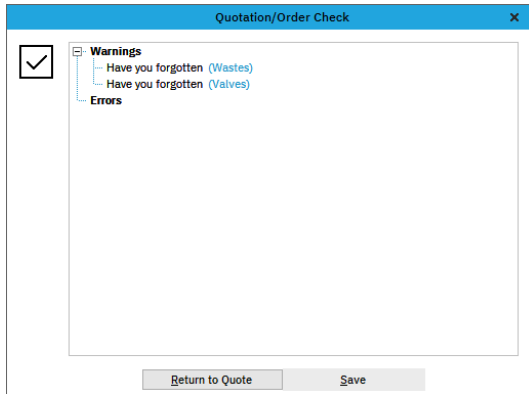 Quotation/Order Check
Warnings
Have you forgotten (Wastes)
Have you forgotten (Valves)
Errors
Return to Quote
Save